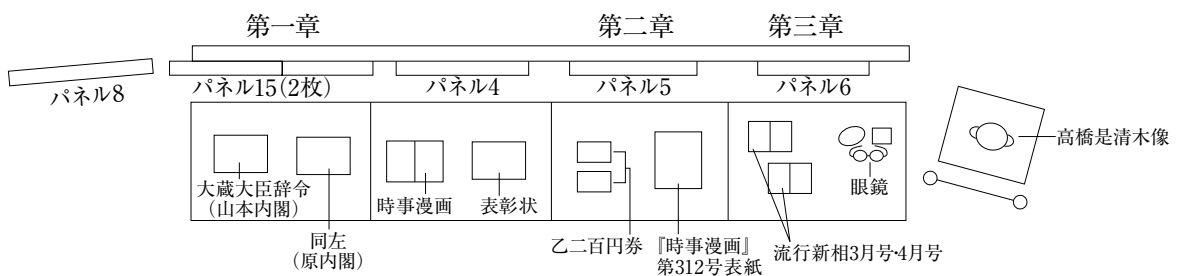 第一章
第二章
第三章
パネル8
パネル15(2枚)
パネル4
パネル5
パネル6
高橋是清木像
大蔵大臣辞令
(山本内閣)
同左
(原内閣)
時事漫画
表彰状
乙二百円券
『時事漫画』
第312号表紙
眼鏡
流行新相3月号・4月号